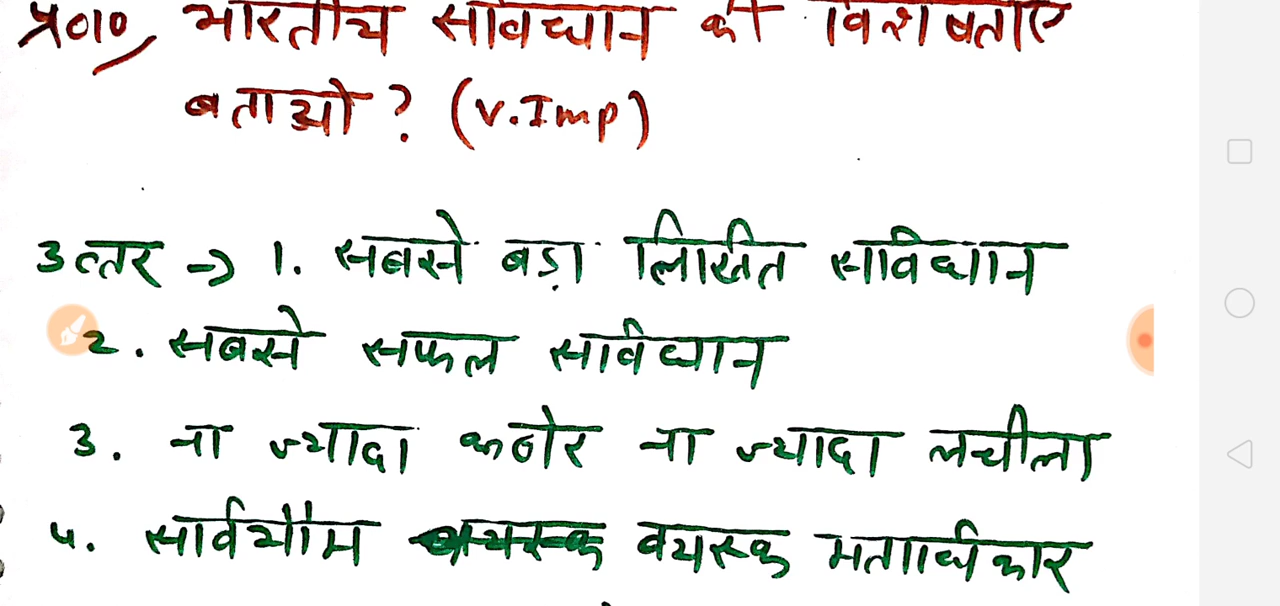 प्र०10, भारतीय संविधान की विशेषताएं
बताओ? (V.Imp)
उत्तर → 1. सबसे बड़ा लिखित संविधान
2. सबसे सफल संविधान
3. ना ज्यादा कठोर ना ज्यादा लचीला
4. सार्वभौम वयस्क मताधिकार